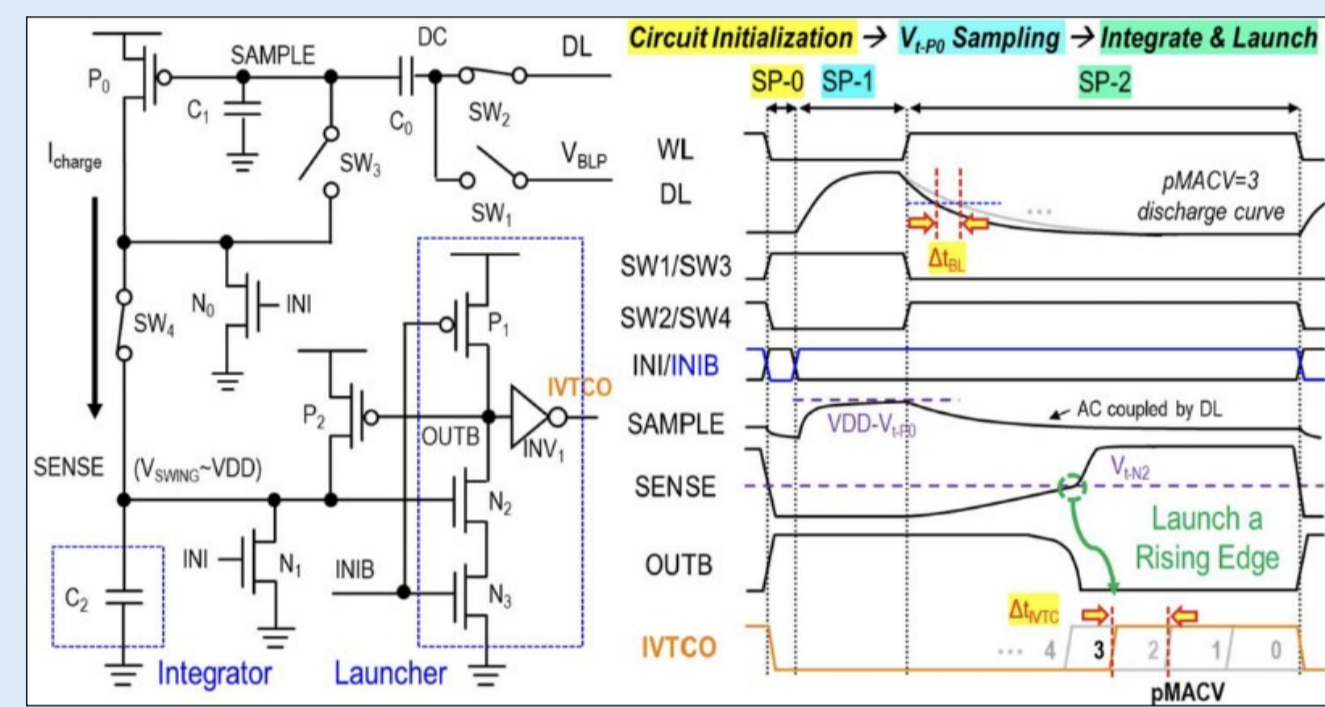 P0
SAMPLE
DC
DL
C1
C0
SW2
SW3
VBLP
SW1
Icharge
N0
INI
SW4
P1
IVTCO
P2
OUTB
INV1
SENSE
(VSWING~VDD)
N2
INI
N1
INIB
N3
C2
Integrator
Launcher
Circuit Initialization → Vt-P0 Sampling → Integrate & Launch
SP-0
SP-1
SP-2
WL
DL
pMACV=3
discharge curve
...
ΔtBL
SW1/SW3
SW2/SW4
INI/INIB
SAMPLE
VDD-Vt-P0
AC coupled by DL
SENSE
Vt-N2
Launch a
Rising Edge
OUTB
ΔtIVTC
IVTCO
... 4 3 2 1 0
pMACV